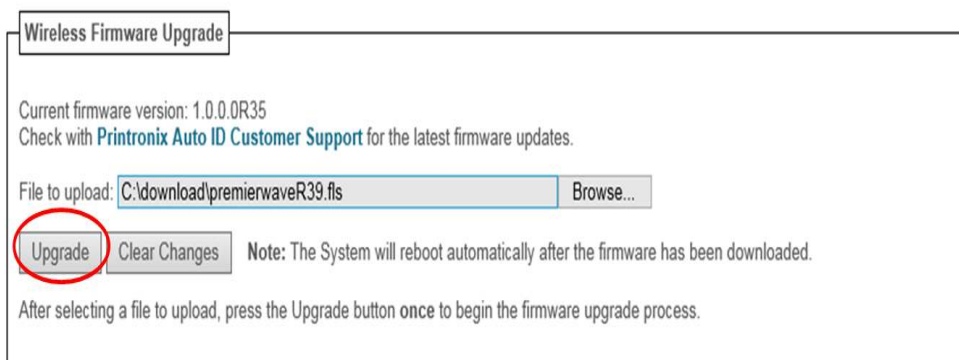 Wireless Firmware Upgrade
Current firmware version: 1.0.0.0R35
Check with Printronix Auto ID Customer Support for the latest firmware updates.
File to upload: C:\download\premierwaveR39.fls Browse...
Upgrade Clear Changes Note: The System will reboot automatically after the firmware has been downloaded.
After selecting a file to upload, press the Upgrade button once to begin the firmware upgrade process.